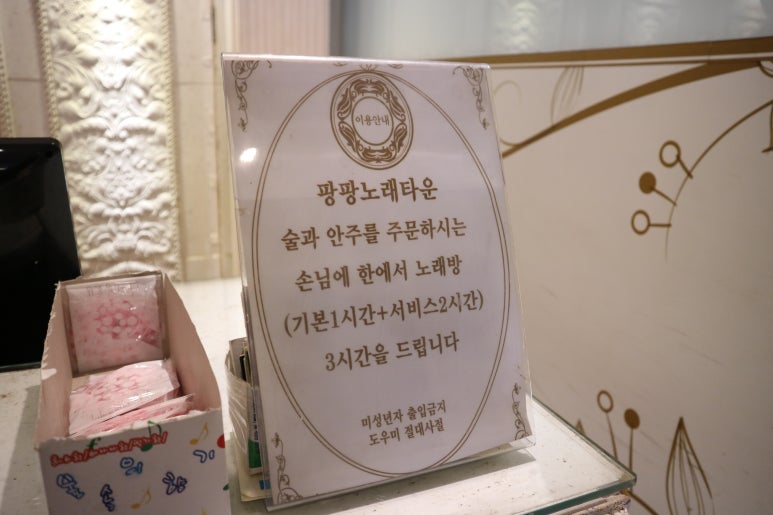 이용안내
팡팡노래타운
술과 안주를 주문하시는
손님에 한에서 노래방
(기본1시간+서비스2시간)
3시간을 드립니다
미성년자 출입금지
도우미 절대사절